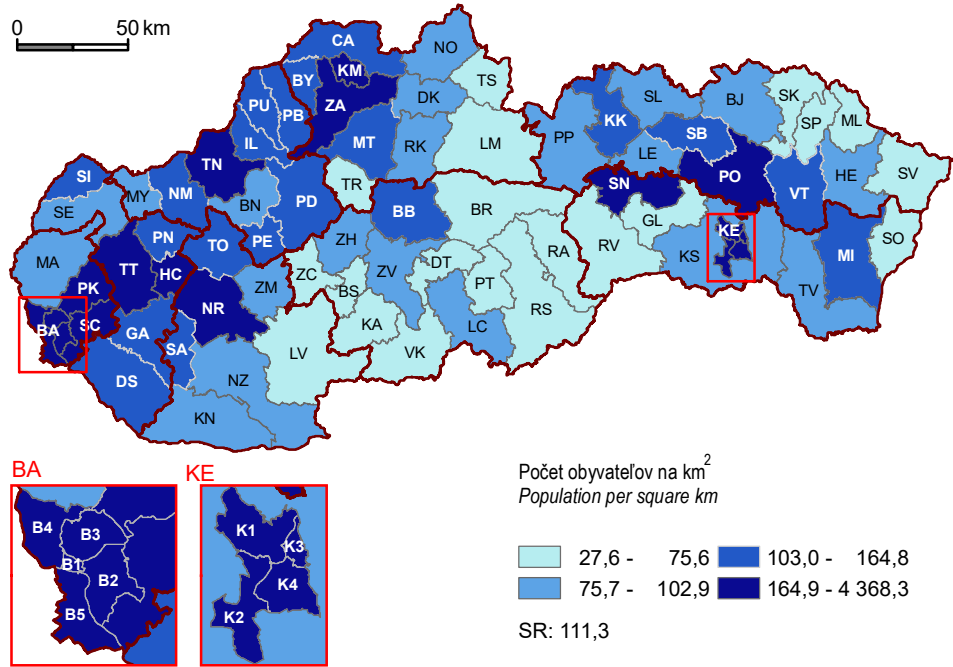 0 50 km
CA
NO
BY KM
TS
PU ZA DK
PB
SK
SL BJ
ML
KK
SP
PP
IL MT RK LM
SB
LE
TN
HE
SV
SI
PO
VT
MY NM BN PD TR
SN
SE
BB BR
GL
KE
SO
PN TO PE
ZH
RV
MA
TT HC
ZC ZV DT RA
KS
MI
PK
ZM
BS PT
TV
BA SC
NR
GA
KA RS
LC
SA
LV VK
DS
NZ
KN
BA KE
B4 B3
B1
B2
B5
K1
K3
K4
K2
Počet obyvateľov na km2
Population per square km
27,6 - 75,6 103,0 - 164,8
75,7 - 102,9 164,9 - 4 368,3
SR: 111,3